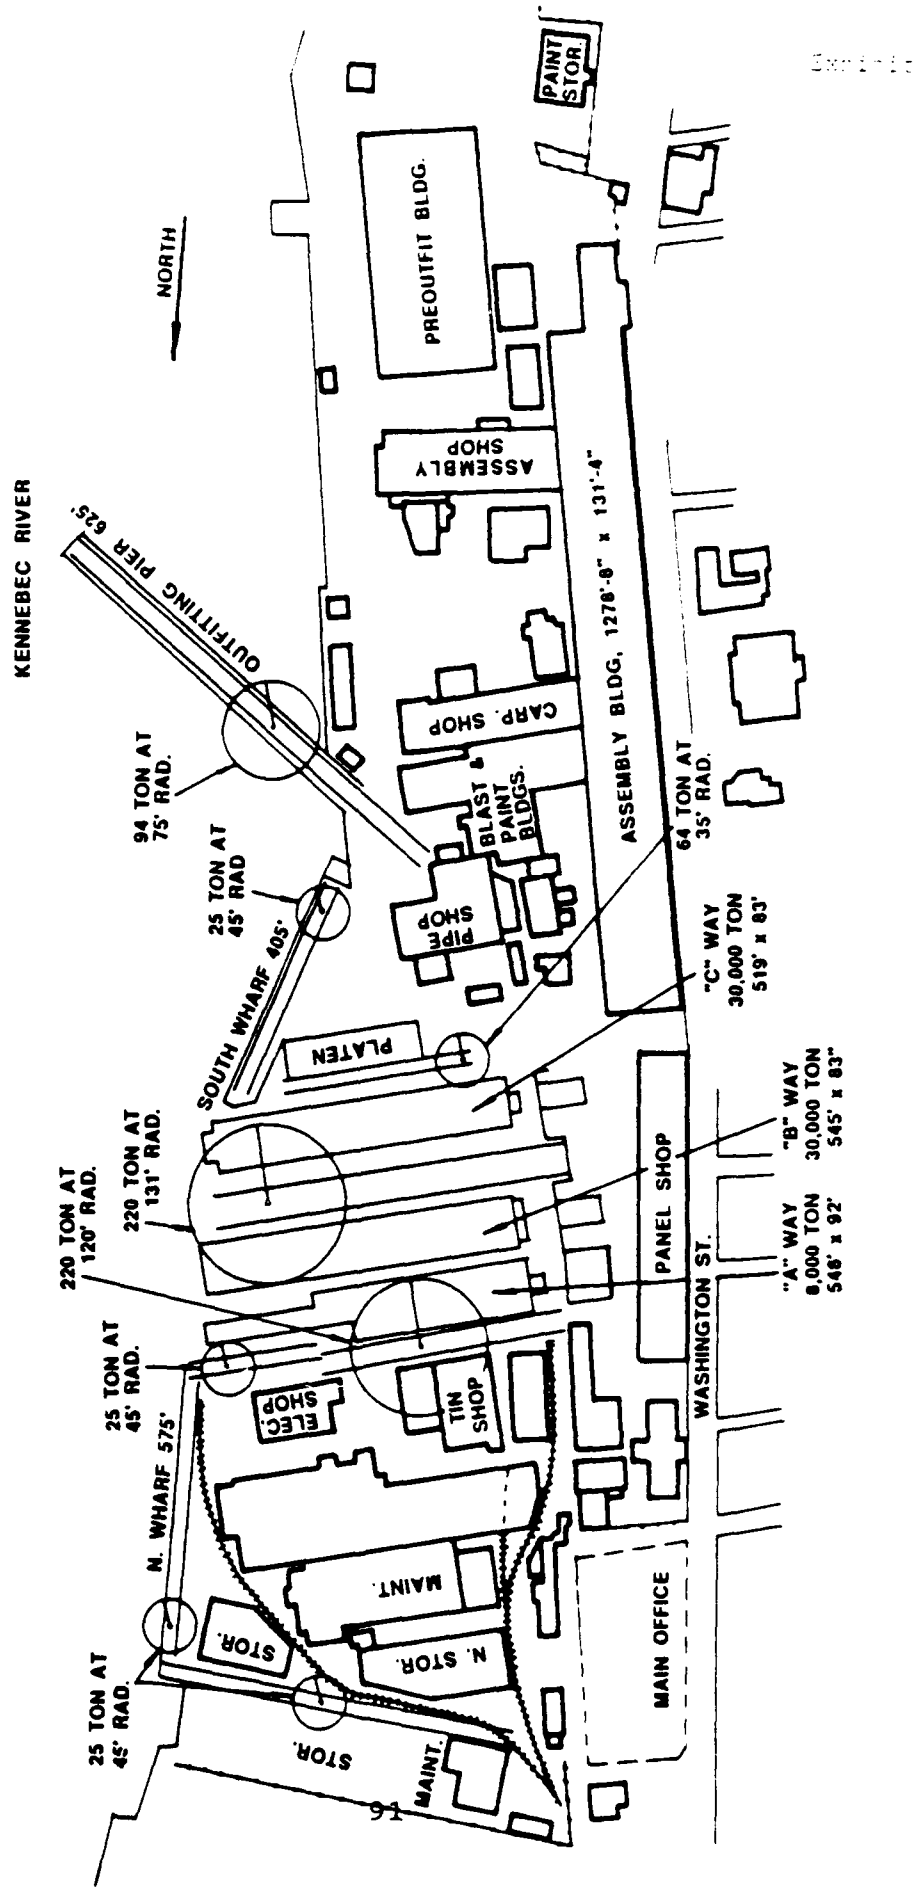 KENNEBEC RIVER
NORTH
PAINT
STOR.
PREOUTFIT BLDG.
ASSEMBLY
SHOP
OUTFITTING PIER 625'
94 TON AT
75' RAD.
25 TON AT
45' RAD
SOUTH WHARF 405'
CARP. SHOP
BLAST &
PAINT
BLDGS.
PIPE
SHOP
ASSEMBLY BLDG, 1278'-8" x 131'-4"
64 TON AT
35' RAD.
PLATEN
"C" WAY
30,000 TON
519' x 83'
220 TON AT
131' RAD.
220 TON AT
120' RAD.
"B" WAY
30,000 TON
545' x 83"
"A" WAY
8,000 TON
546' x 92'
PANEL SHOP
WASHINGTON ST.
25 TON AT
45' RAD.
N. WHARF 575'
ELEC.
SHOP
TIN
SHOP
MAINT.
STOR.
N. STOR.
MAIN OFFICE
25 TON AT
45' RAD.
STOR.
MAINT.
91